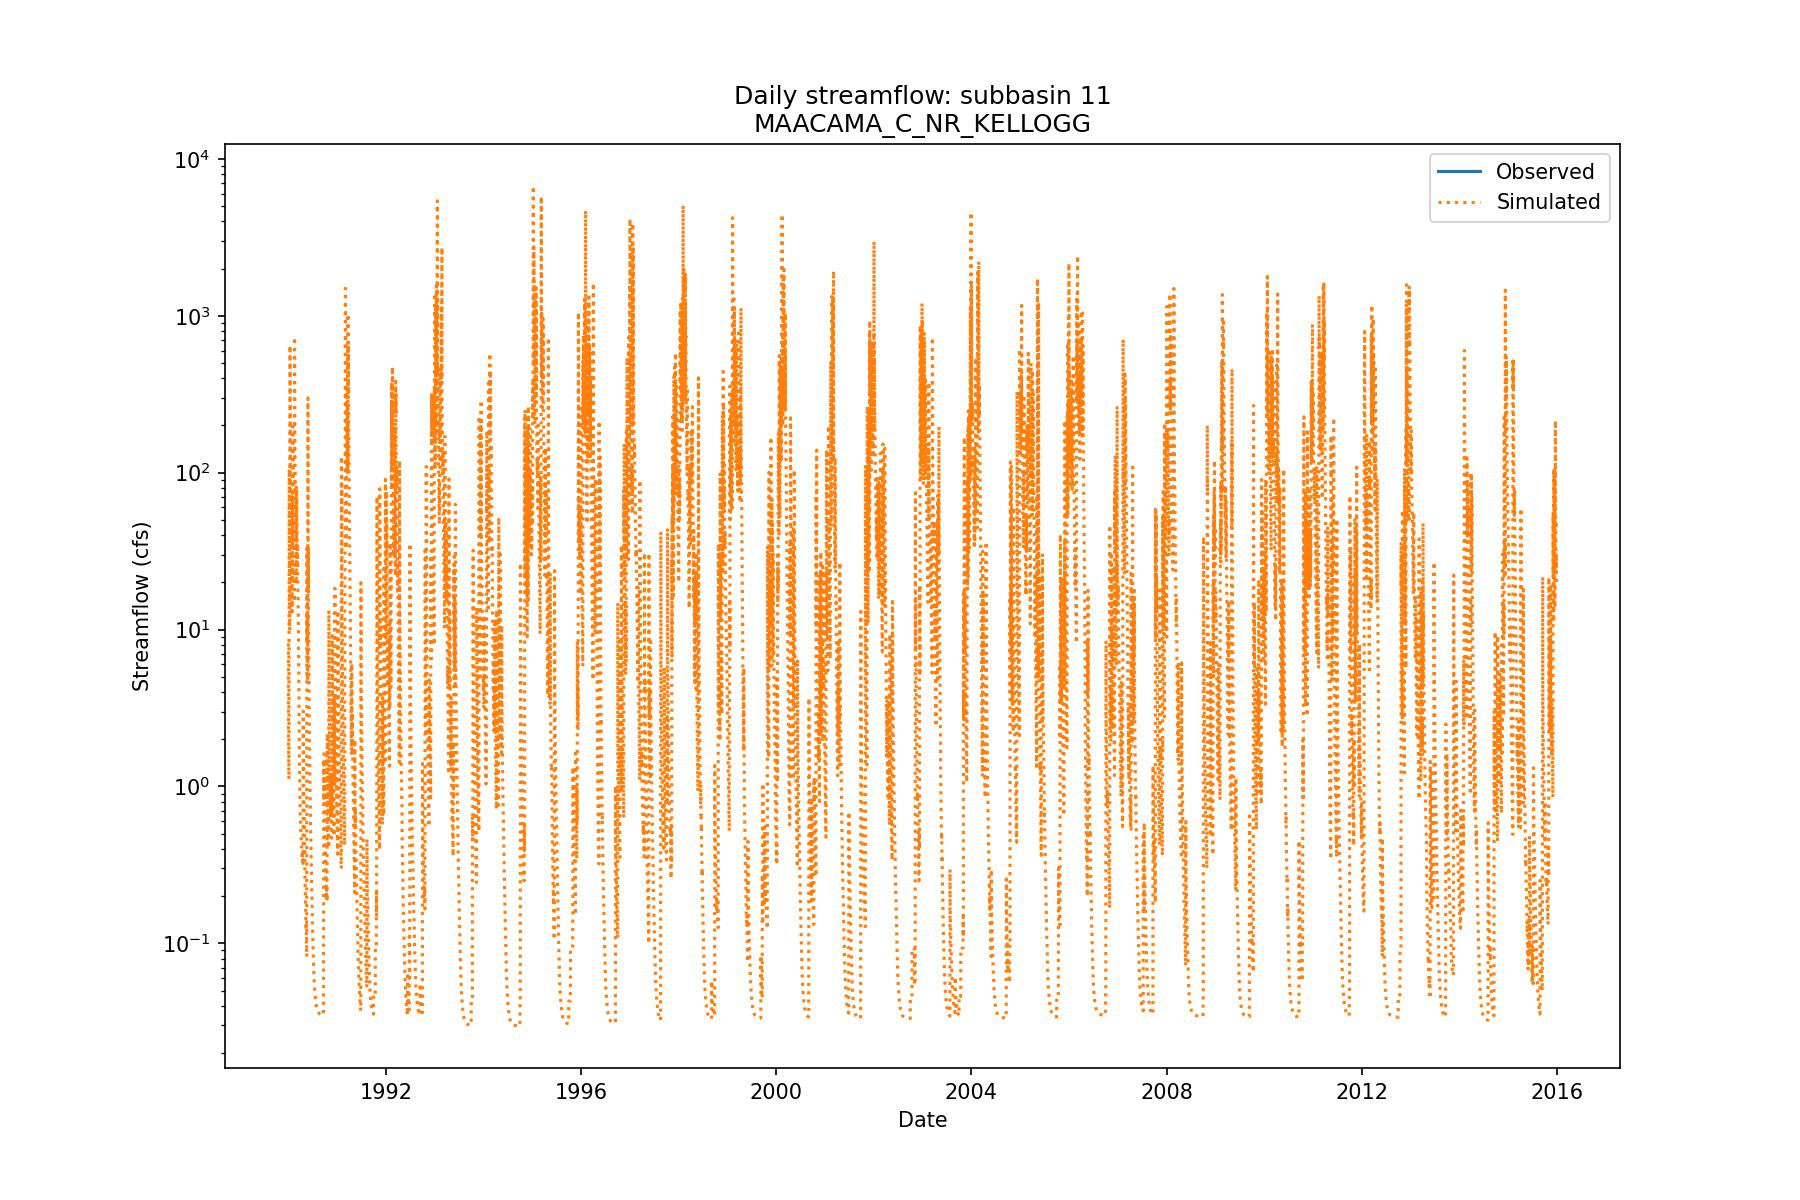 Daily streamflow: subbasin 11
MAACAMA_C_NR_KELLOGG
Observed
Simulated
Streamflow (cfs)
10⁴
10³
10²
10¹
10⁰
10⁻¹
1992 1996 2000 2004 2008 2012 2016
Date